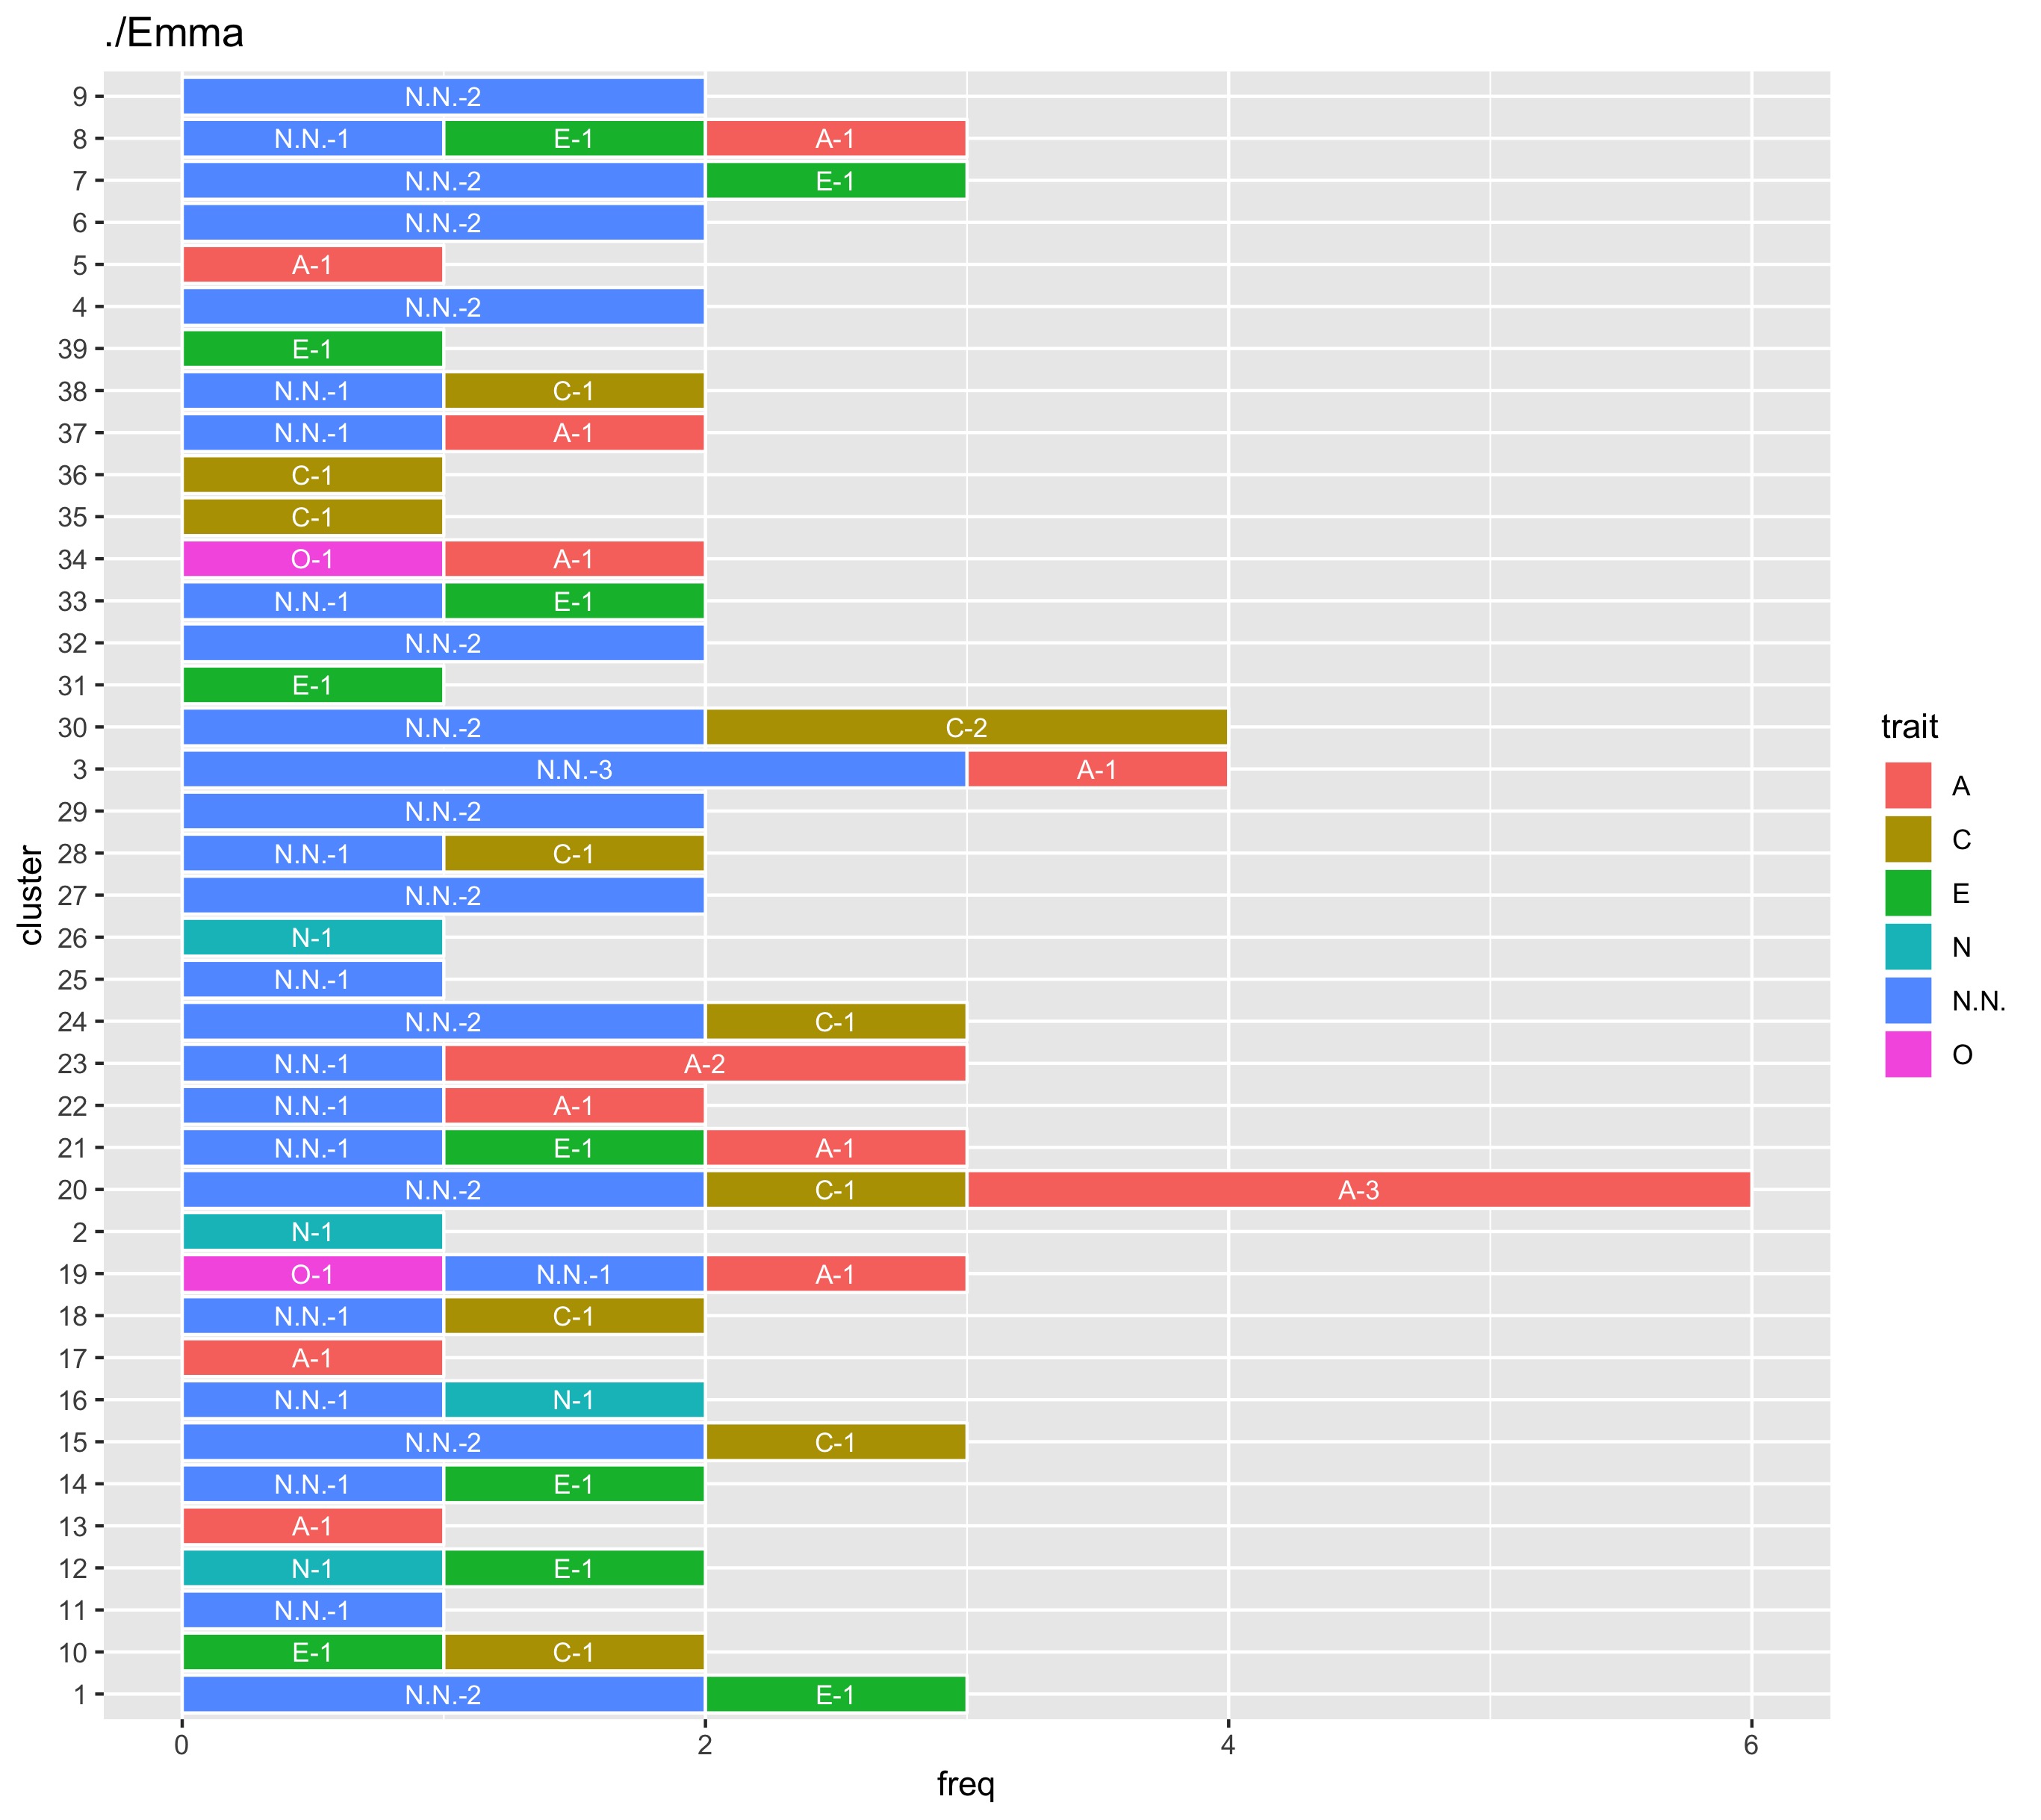 ./Emma
9 N.N.-2
8 N.N.-1 E-1 A-1
7 N.N.-2 E-1
6 N.N.-2
5 A-1
4 N.N.-2
39 E-1
38 N.N.-1 C-1
37 N.N.-1 A-1
36 C-1
35 C-1
34 O-1 A-1
33 N.N.-1 E-1
32 N.N.-2
31 E-1
30 N.N.-2 C-2
3 N.N.-3 A-1
29 N.N.-2
28 N.N.-1 C-1
27 N.N.-2
26 N-1
25 N.N.-1
24 N.N.-2 C-1
23 N.N.-1 A-2
22 N.N.-1 A-1
21 N.N.-1 E-1 A-1
20 N.N.-2 C-1 A-3
2 N-1
19 O-1 N.N.-1 A-1
18 N.N.-1 C-1
17 A-1
16 N.N.-1 N-1
15 N.N.-2 C-1
14 N.N.-1 E-1
13 A-1
12 N-1 E-1
11 N.N.-1
10 E-1 C-1
1 N.N.-2 E-1
0 2 4 6
freq
cluster
trait
A
C
E
N
N.N.
O